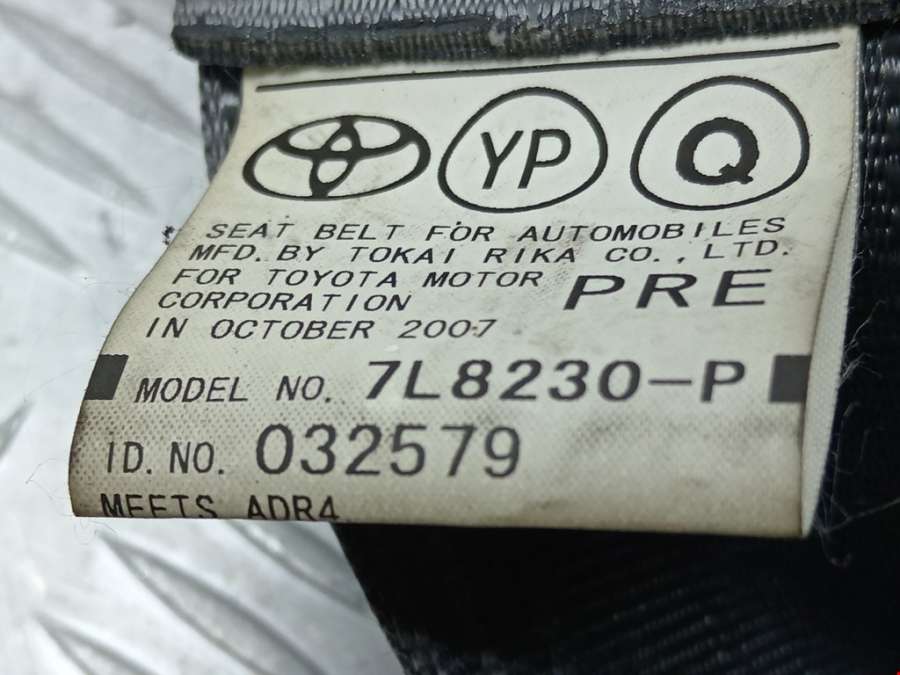 YP Q
SEAT BELT FOR AUTOMOBILES
MFD. BY TOKAI RIKA CO., LTD.
FOR TOYOTA MOTOR
CORPORATION PRE
IN OCTOBER 2007
MODEL NO. 7L8230-P
ID. NO. 032579
MEETS ADR4